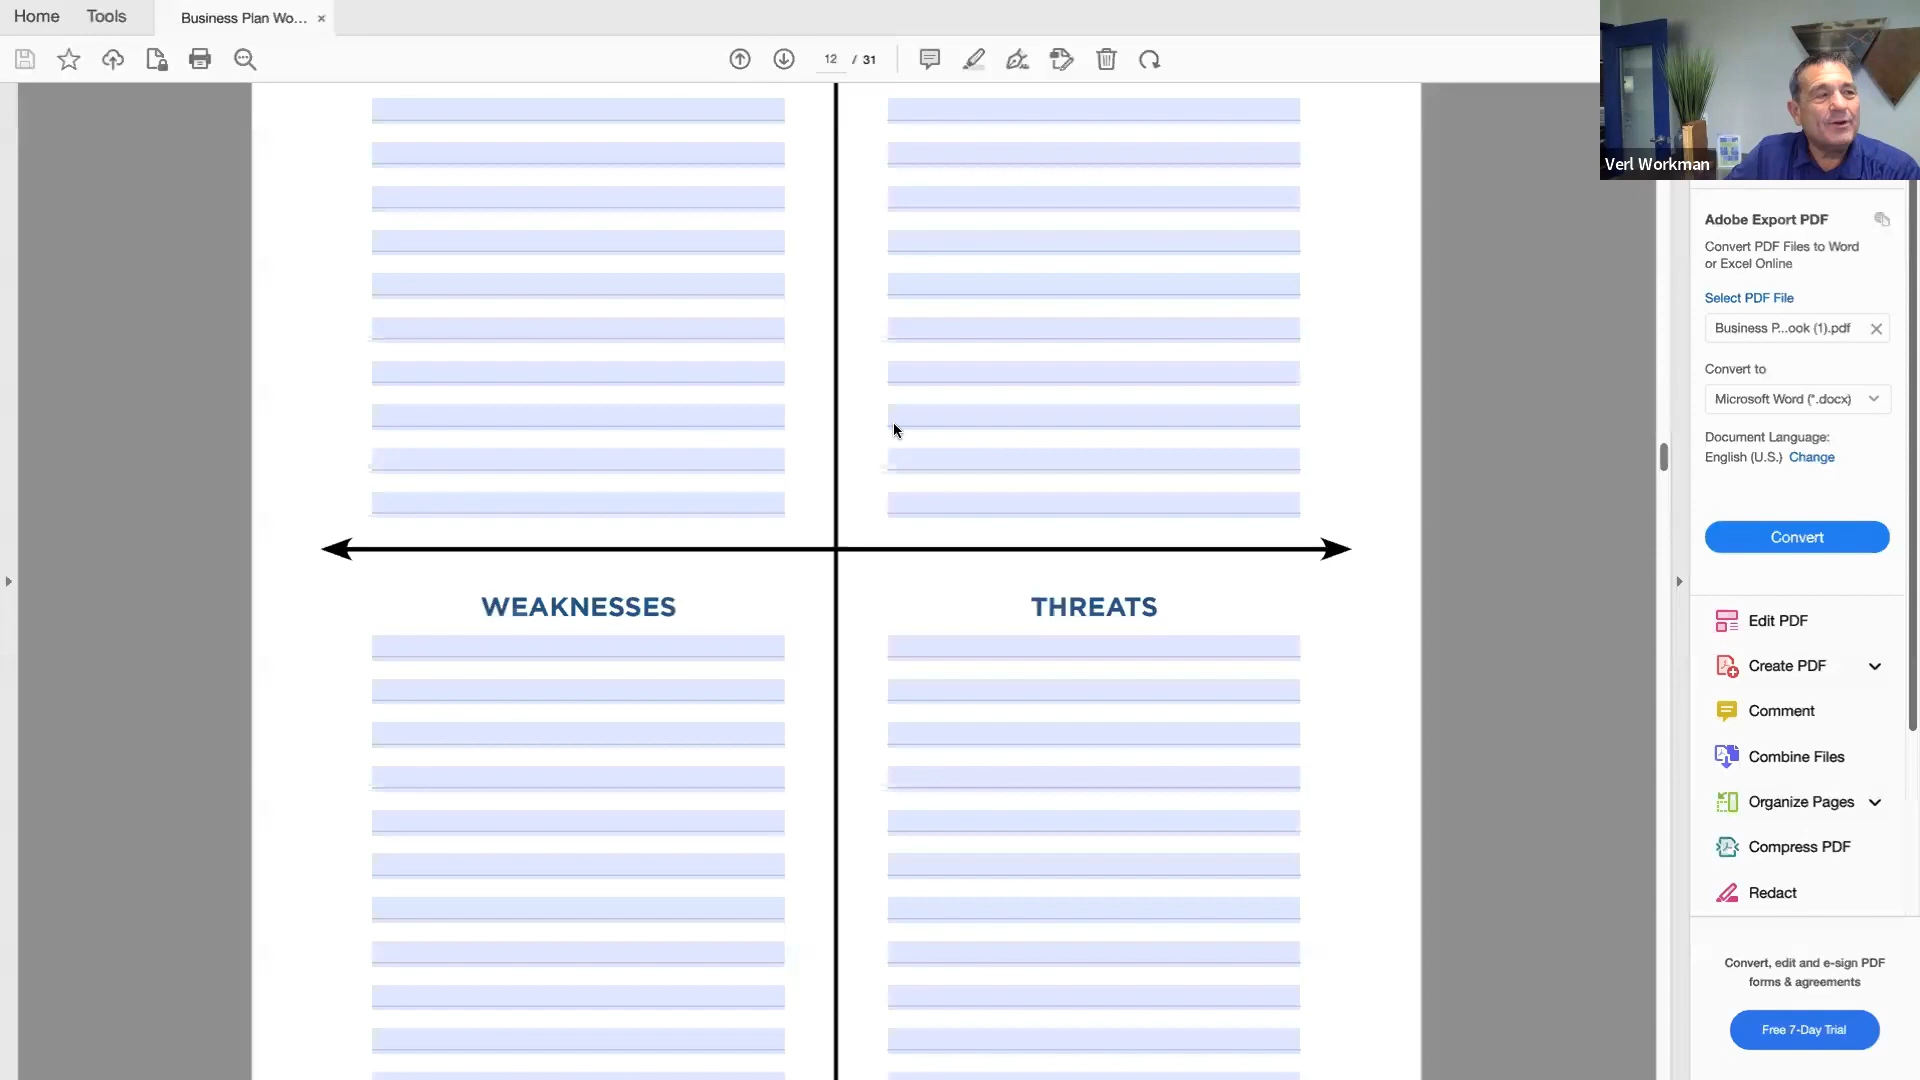 Home
Tools
Business Plan Wo... ×
12 / 31
Verl Workman
Adobe Export PDF
Convert PDF Files to Word
or Excel Online
Select PDF File
Business P...ook (1).pdf
Convert to
Microsoft Word (*.docx)
Document Language:
English (U.S.) Change
Convert
WEAKNESSES
THREATS
Edit PDF
Create PDF
Comment
Combine Files
Organize Pages
Compress PDF
Redact
Convert, edit and e-sign PDF
forms & agreements
Free 7-Day Trial